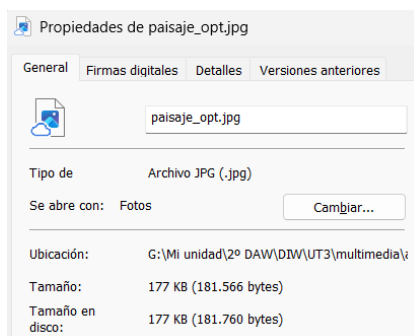 Propiedades de paisaje_opt.jpg
General Firmas digitales Detalles Versiones anteriores
paisaje_opt.jpg
Tipo de Archivo JPG (.jpg)
Se abre con: Fotos Cambiar...
Ubicación: G:\Mi unidad\2º DAW\DIW\UT3\multimedia\
Tamaño: 177 KB (181.566 bytes)
Tamaño en
disco: 177 KB (181.760 bytes)